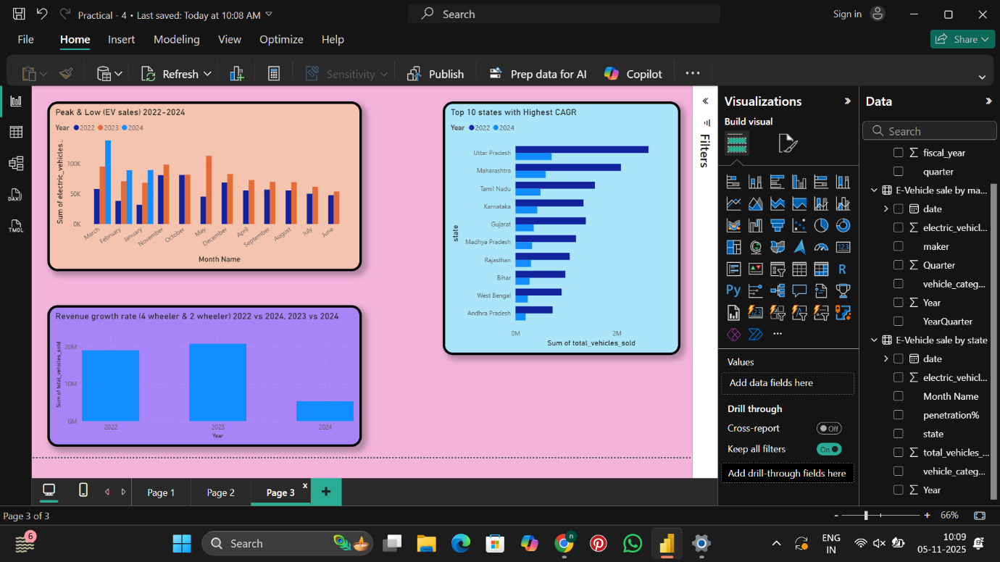 Practical - 4 • Last saved: Today at 10:08 AM
Search
Sign in
File
Home
Insert
Modeling
View
Optimize
Help
Share
Refresh
Sensitivity
Publish
Prep data for AI
Copilot
DAX
TMDL
Peak & Low (EV sales) 2022-2024
Year 2022 2023 2024
Sum of electric_vehicles...
100K
50K
0K
March February January November October May December April September August July June
Month Name
Revenue growth rate (4 wheeler & 2 wheeler) 2022 vs 2024, 2023 vs 2024
Sum of total_vehicles_sold
20M
10M
0M
2022 2023 2024
Year
Top 10 states with Highest CAGR
Year 2022 2024
state
Uttar Pradesh
Maharashtra
Tamil Nadu
Karnataka
Gujarat
Madhya Pradesh
Rajasthan
Bihar
West Bengal
Andhra Pradesh
0M 2M
Sum of total_vehicles_sold
Filters
Visualizations
Build visual
123
R
Py
123
Values
Add data fields here
Drill through
Cross-report
Off
Keep all filters
On
Add drill-through fields here
Data
Search
fiscal_year
quarter
E-Vehicle sale by ma...
date
electric_vehicl...
maker
Quarter
vehicle_categ...
Year
YearQuarter
E-Vehicle sale by state
date
electric_vehicl...
Month Name
penetration%
state
total_vehicles_...
vehicle_categ...
Year
Page 1
Page 2
Page 3
x
+
Page 3 of 3
- + 66%
6
Search
n
ENG
IN
10:09
05-11-2025